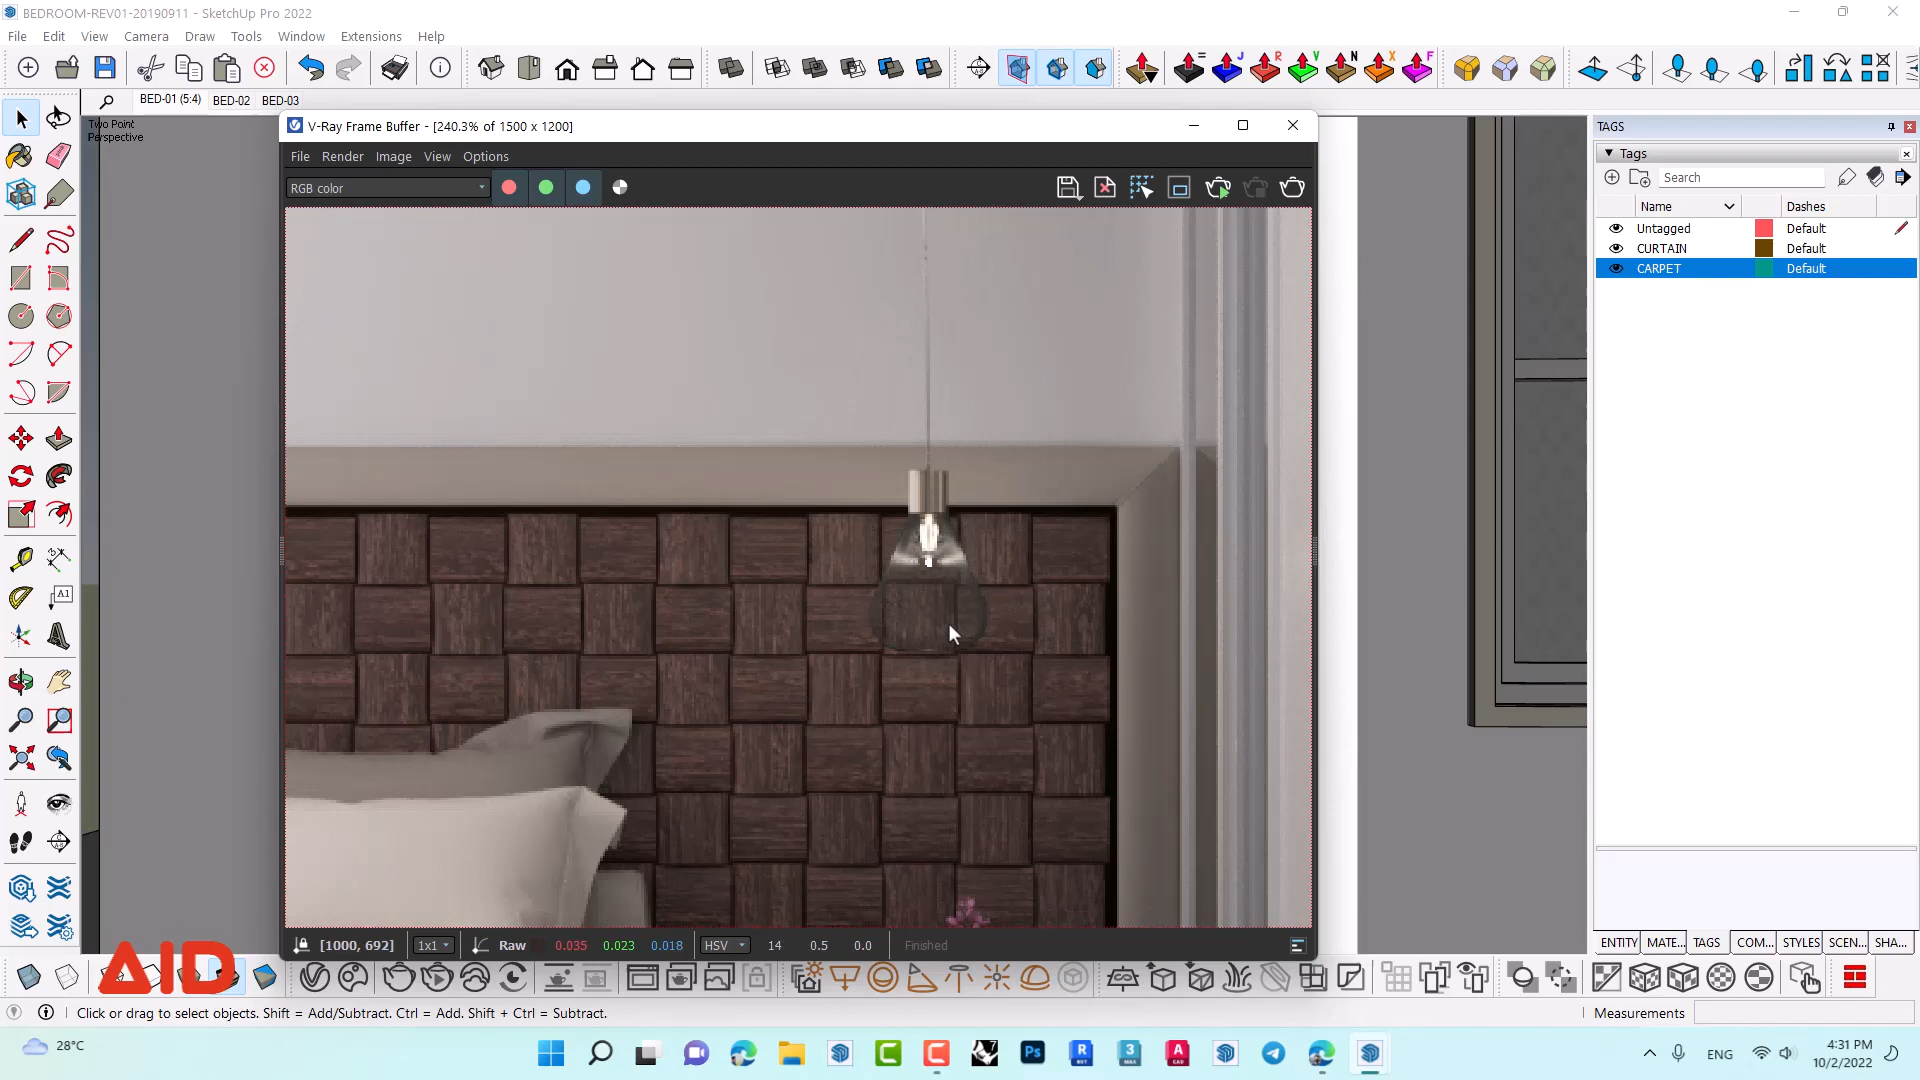 BEDROOM-REV01-20190911 - SketchUp Pro 2022
File Edit View Camera Draw Tools Window Extensions Help
= J R V N X F
BED-01 (5:4) BED-02 BED-03
Two Point
Perspective
V-Ray Frame Buffer - [240.3% of 1500 x 1200]
File Render Image View Options
RGB color
TAGS
Tags
Search
Name Dashes
Untagged Default
CURTAIN Default
CARPET Default
A1
[1000, 692] 1x1 Raw 0.035 0.023 0.018 HSV 14 0.5 0.0 Finished
ENTITY MATE... TAGS COM... STYLES SCEN... SHA...
AID
Click or drag to select objects. Shift = Add/Subtract. Ctrl = Add. Shift + Ctrl = Subtract.
Measurements
28°C
Ps
R
3
A
ENG
4:31 PM
10/2/2022